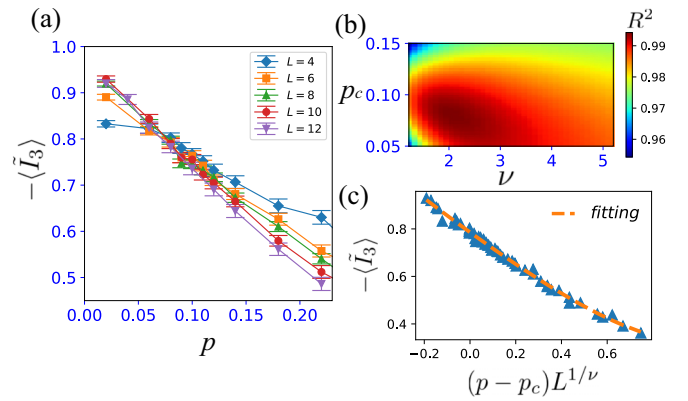 (a)
1.0
0.9
0.8
0.7
0.6
0.5
−⟨Ĩ₃⟩
0.00 0.05 0.10 0.15 0.20
p
L = 4
L = 6
L = 8
L = 10
L = 12
(b)
0.15
p_c 0.10
0.05
2 3 4 5
ν
R²
0.99
0.98
0.97
0.96
(c)
−⟨Ĩ₃⟩
0.8
0.6
0.4
fitting
−0.2 0.0 0.2 0.4 0.6
(p − p_c)L^{1/ν}